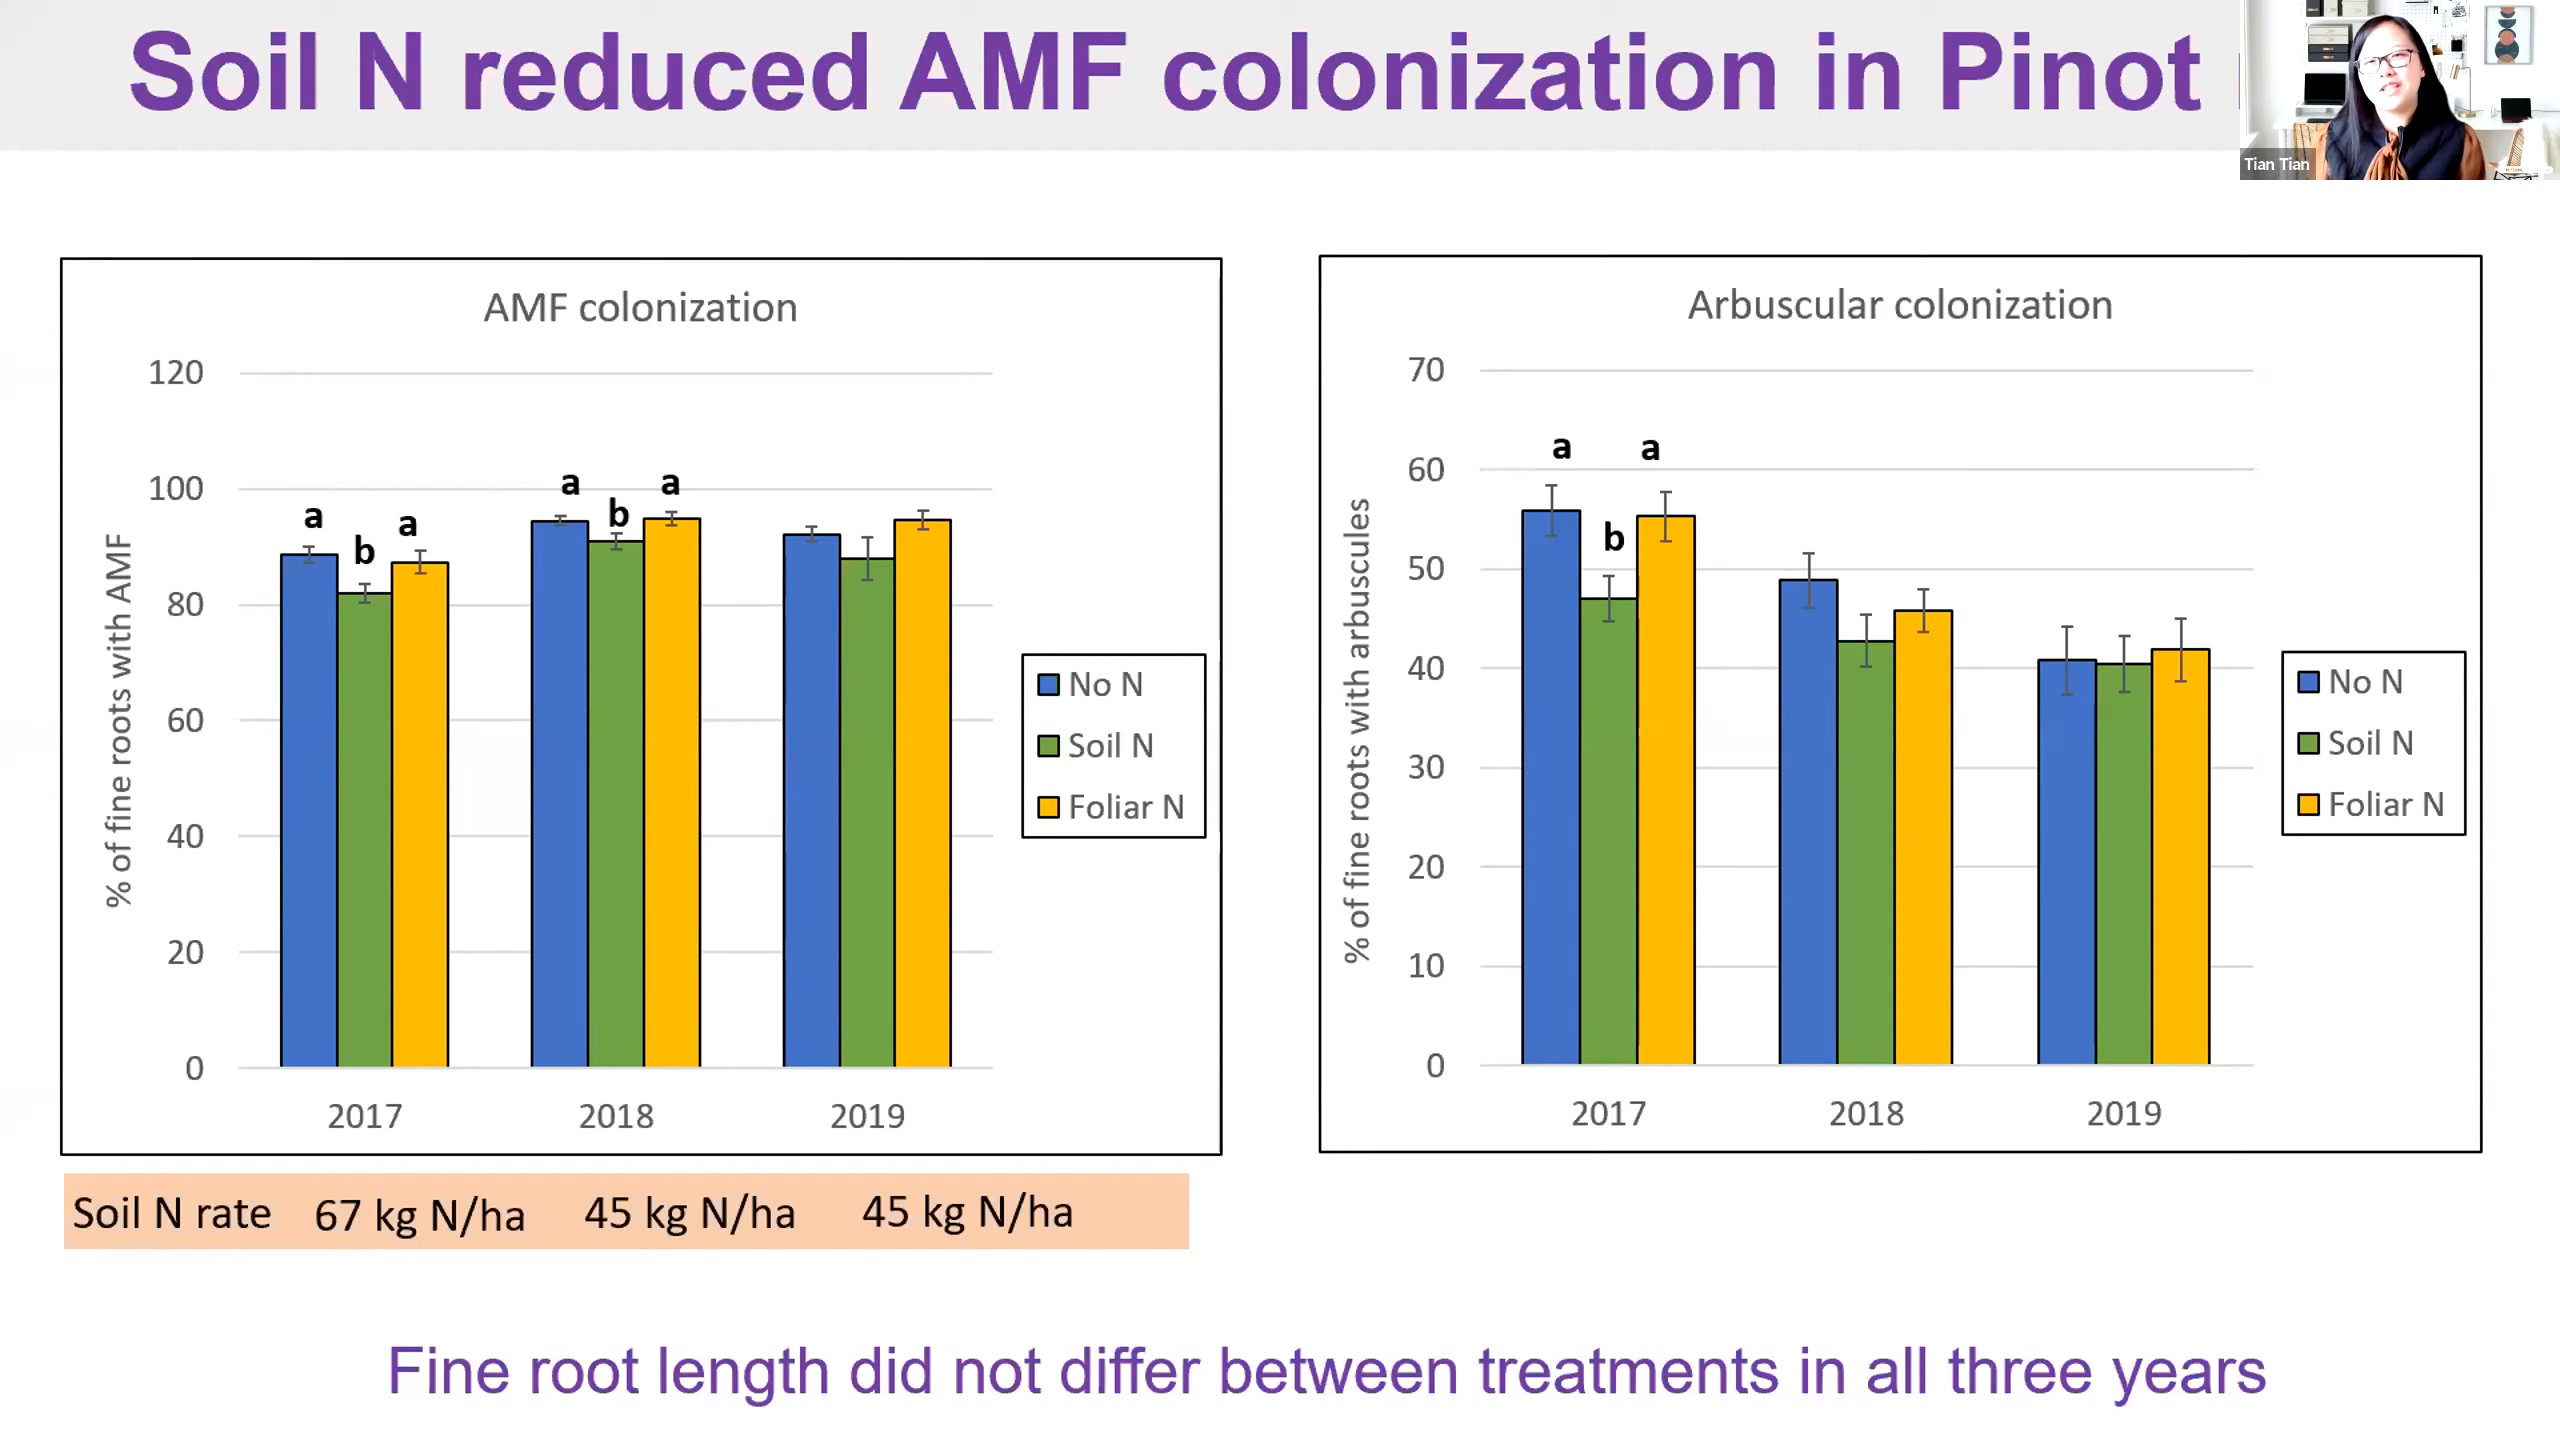 Soil N reduced AMF colonization in Pinot
Tian Tian
AMF colonization
120
100
80
60
40
20
0
% of fine roots with AMF
a
b
a
a
b
a
2017
2018
2019
No N
Soil N
Foliar N
Arbuscular colonization
70
60
50
40
30
20
10
0
% of fine roots with arbuscules
a
b
a
2017
2018
2019
No N
Soil N
Foliar N
Soil N rate 67 kg N/ha 45 kg N/ha 45 kg N/ha
Fine root length did not differ between treatments in all three years